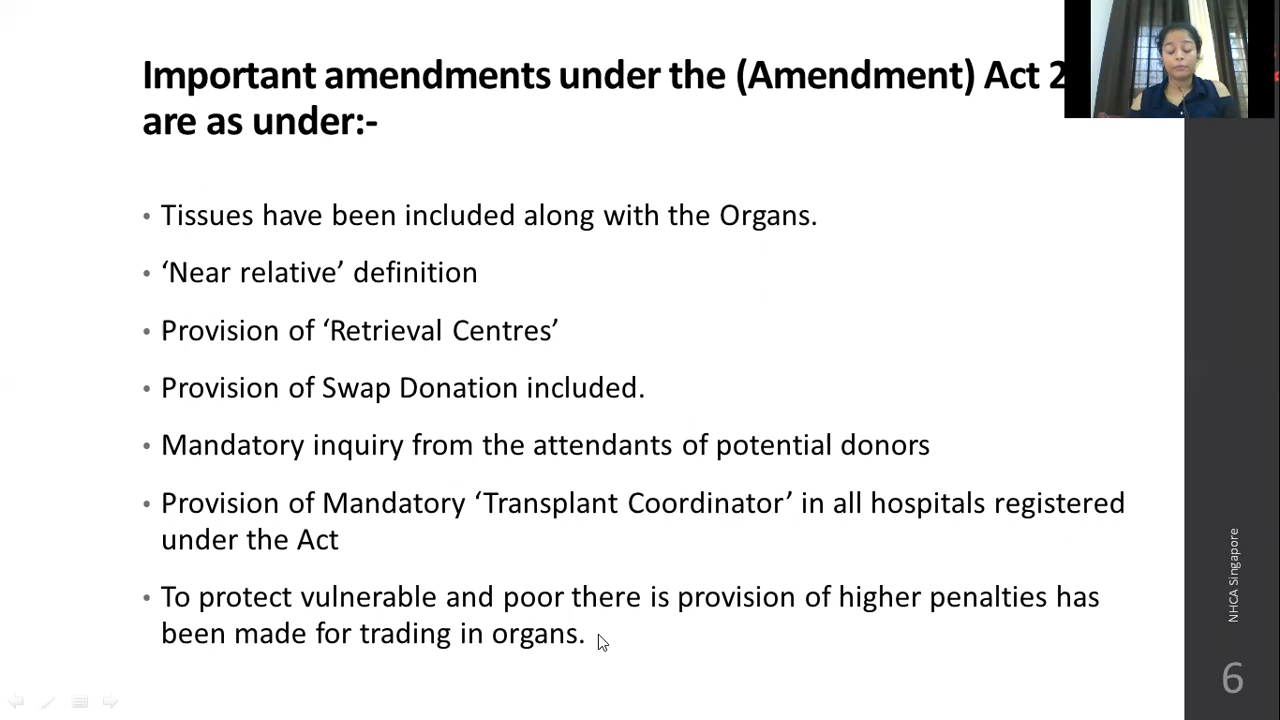 Important amendments under the (Amendment) Act 2
are as under:-
• Tissues have been included along with the Organs.
• ‘Near relative’ definition
• Provision of ‘Retrieval Centres’
• Provision of Swap Donation included.
• Mandatory inquiry from the attendants of potential donors
• Provision of Mandatory ‘Transplant Coordinator’ in all hospitals registered
under the Act
• To protect vulnerable and poor there is provision of higher penalties has
been made for trading in organs.
NHCA Singapore
6